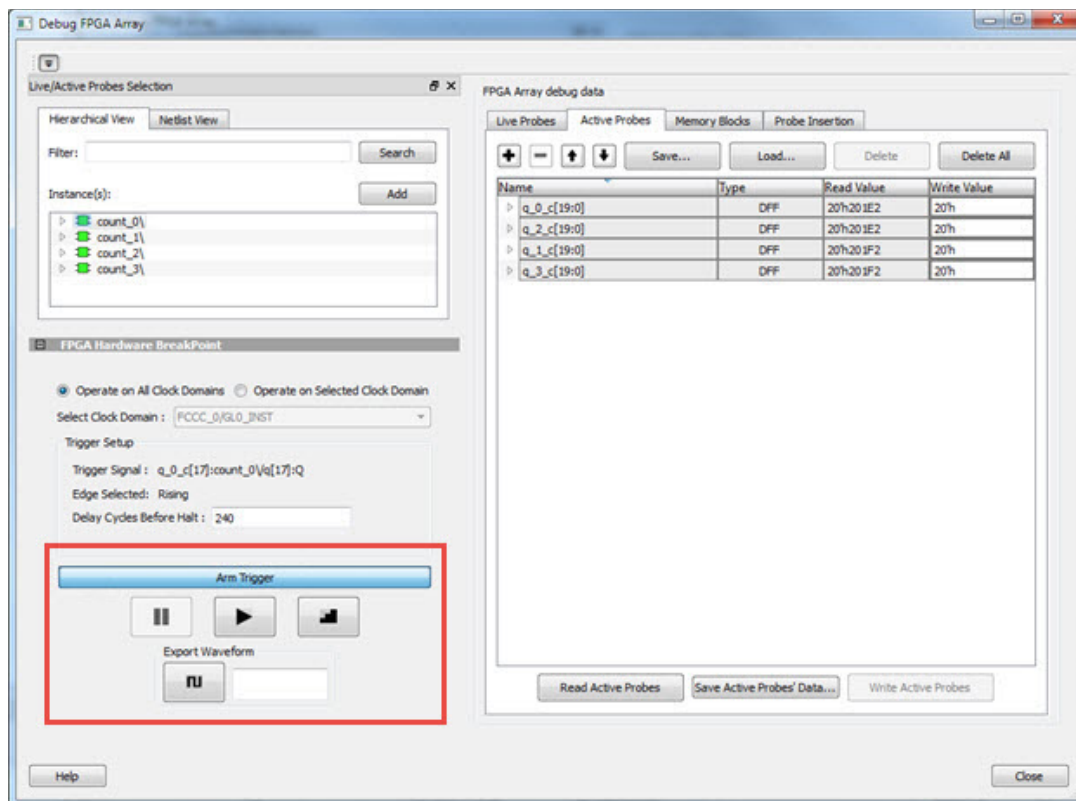 Debug FPGA Array
Live/Active Probes Selection
Hierarchical View Netlist View
Filter: Search
Instance(s): Add
count_0\
count_1\
count_2\
count_3\
FPGA Hardware BreakPoint
Operate on All Clock Domains Operate on Selected Clock Domain
Select Clock Domain : FCCC_0/GL0_INST
Trigger Setup
Trigger Signal : q_0_c[17]:count_0\/q[17]:Q
Edge Selected: Rising
Delay Cycles Before Halt : 240
Arm Trigger
Export Waveform
FPGA Array debug data
Live Probes Active Probes Memory Blocks Probe Insertion
Save... Load... Delete Delete All
Name Type Read Value Write Value
q_0_c[19:0] DFF 20'h201E2 20'h
q_2_c[19:0] DFF 20'h201E2 20'h
q_1_c[19:0] DFF 20'h201F2 20'h
q_3_c[19:0] DFF 20'h201F2 20'h
Read Active Probes Save Active Probes' Data... Write Active Probes
Help Close